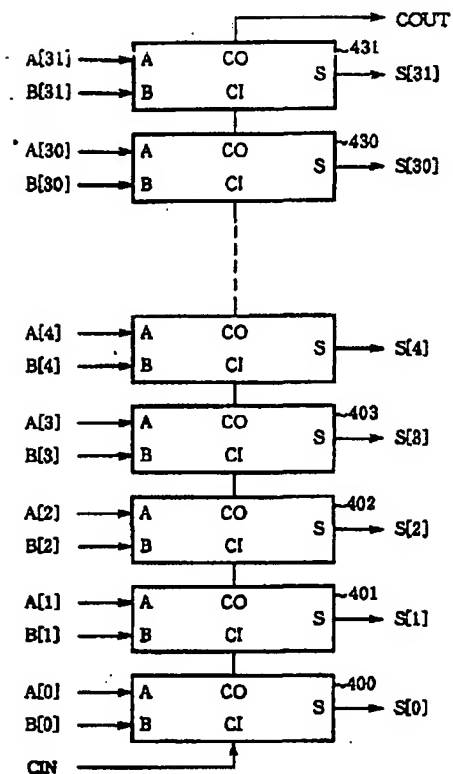 COUT
A[31] A CO 431
S S[31]
B[31] B CI
A[30] A CO 430
S S[30]
B[30] B CI
A[4] A CO
S S[4]
B[4] B CI
A[3] A CO 403
S S[3]
B[3] B CI
A[2] A CO 402
S S[2]
B[2] B CI
A[1] A CO 401
S S[1]
B[1] B CI
A[0] A CO 400
S S[0]
B[0] B CI
CIN